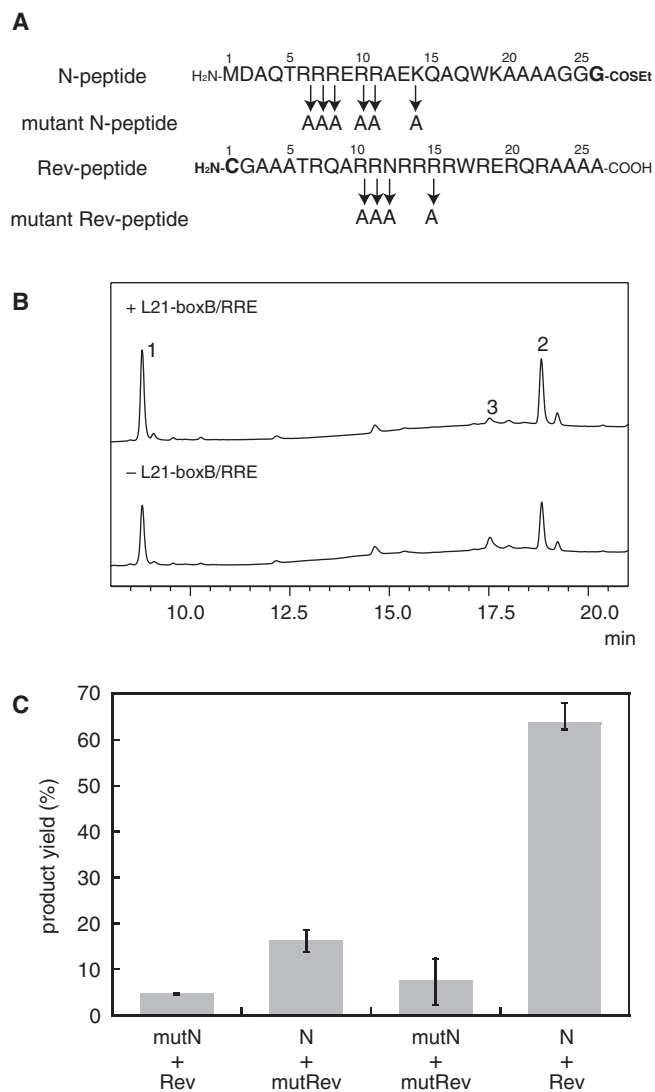 A
1 5 10 15 20 25
N-peptide H2N-MDAQTRRRERRAEKQAQWKAAAAGGG-COSEt
mutant N-peptide AAA AA A
1 5 10 15 20 25
Rev-peptide H2N-CGAAATRQARRNRRRRWRERQRAAAA-COOH
mutant Rev-peptide AAA A
B
+ L21-boxB/RRE
1 2 3
– L21-boxB/RRE
10.0 12.5 15.0 17.5 20.0
min
C
product yield (%)
70
60
50
40
30
20
10
0
mutN + Rev
N + mutRev
mutN + mutRev
N + Rev